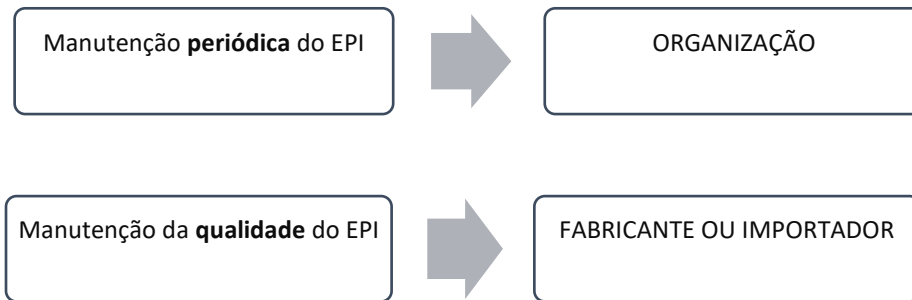 Manutenção periódica do EPI
ORGANIZAÇÃO
Manutenção da qualidade do EPI
FABRICANTE OU IMPORTADOR